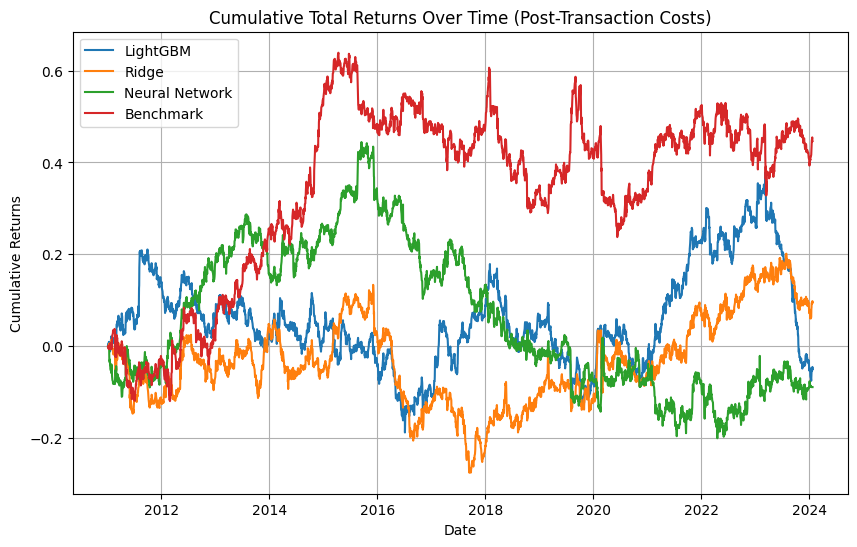 Cumulative Total Returns Over Time (Post-Transaction Costs)
LightGBM
Ridge
Neural Network
Benchmark
Cumulative Returns
0.6
0.4
0.2
0.0
−0.2
2012 2014 2016 2018 2020 2022 2024
Date